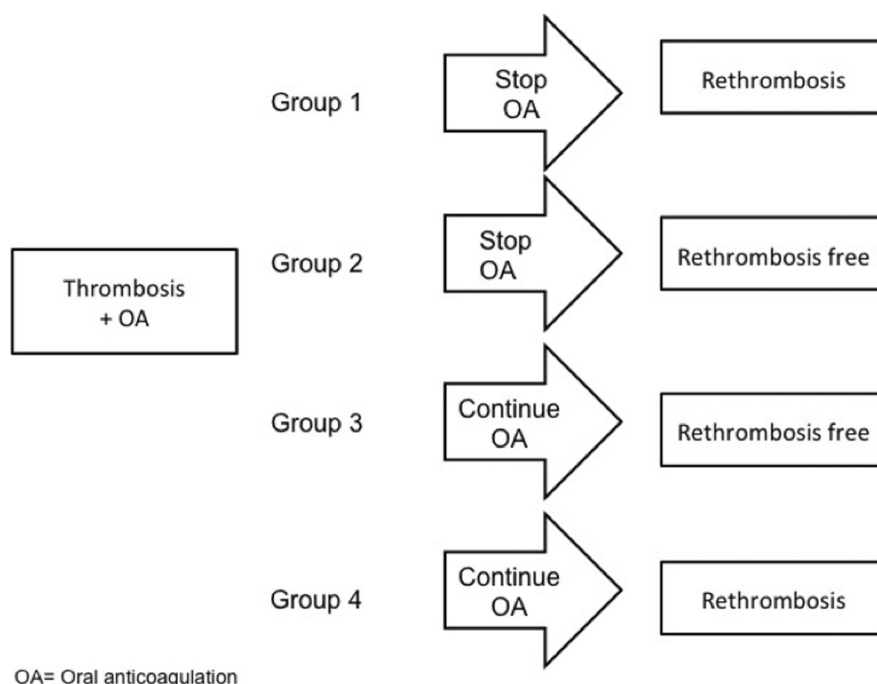 Thrombosis
+ OA
Group 1
Stop
OA
Rethrombosis
Group 2
Stop
OA
Rethrombosis free
Group 3
Continue
OA
Rethrombosis free
Group 4
Continue
OA
Rethrombosis
OA= Oral anticoagulation